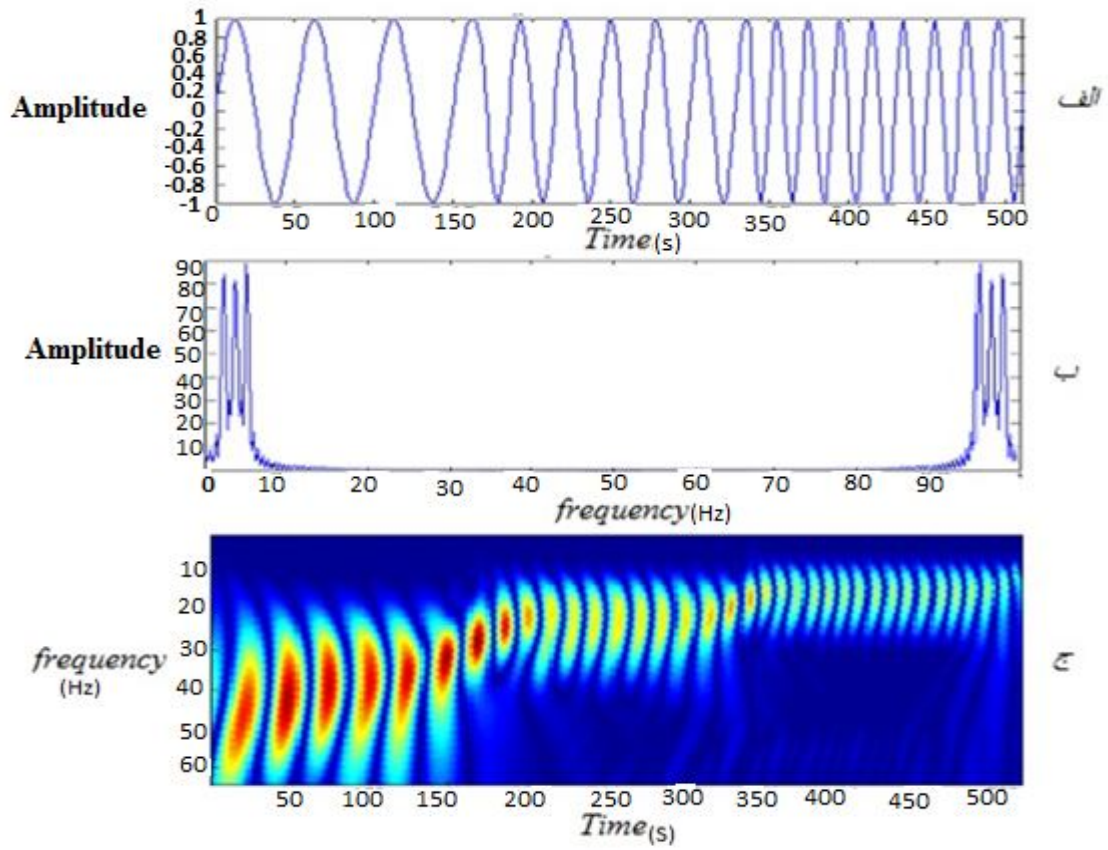 1
0.8
0.6
0.4
0.2
0
-0.2
-0.4
-0.6
-0.8
-1
Amplitude
الف
0 50 100 150 200 250 300 350 400 450 500
Time(s)
90
80
70
60
50
40
30
20
10
Amplitude
ب
0 10 20 30 40 50 60 70 80 90
frequency(Hz)
10
20
30
40
50
60
frequency
(Hz)
ج
50 100 150 200 250 300 350 400 450 500
Time(S)